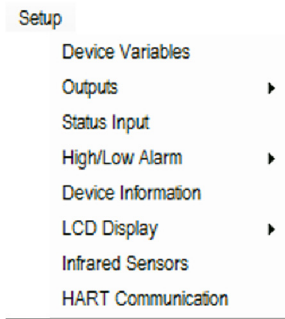 Setup
Device Variables
Outputs
Status Input
High/Low Alarm
Device Information
LCD Display
Infrared Sensors
HART Communication